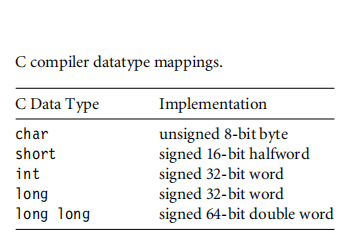 C compiler datatype mappings.
C Data Type Implementation
char unsigned 8-bit byte
short signed 16-bit halfword
int signed 32-bit word
long signed 32-bit word
long long signed 64-bit double word